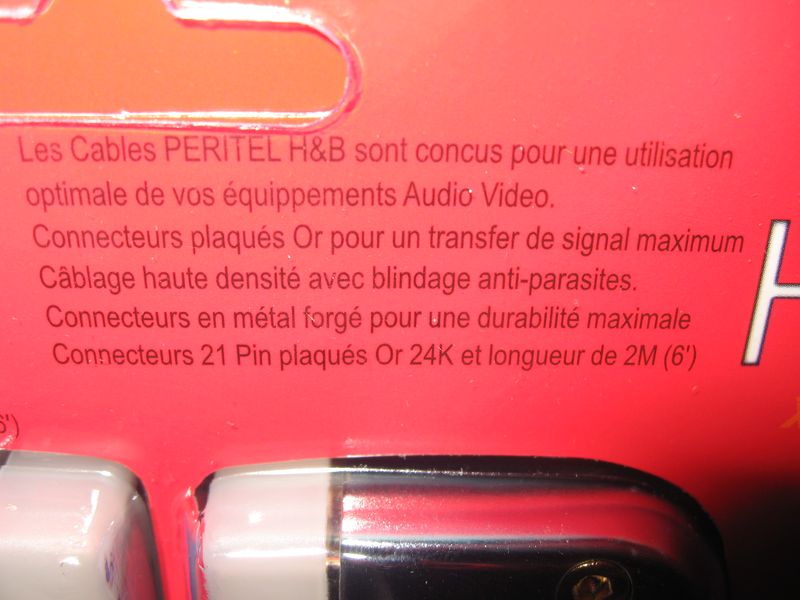 Les Cables PERITEL H&B sont concus pour une utilisation
optimale de vos équippements Audio Video.
Connecteurs plaqués Or pour un transfer de signal maximum
Câblage haute densité avec blindage anti-parasites.
Connecteurs en métal forgé pour une durabilité maximale
Connecteurs 21 Pin plaqués Or 24K et longueur de 2M (6')
6')
H